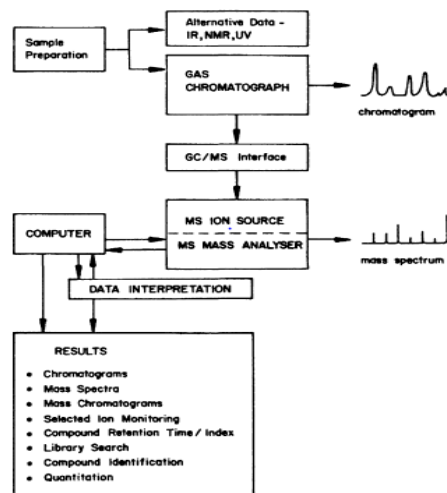 Alternative Data -
IR, NMR, UV
Sample
Preparation
GAS
CHROMATOGRAPH
chromatogram
GC/MS Interface
MS ION SOURCE
MS MASS ANALYSER
COMPUTER
mass spectrum
DATA INTERPRETATION
RESULTS
• Chromatograms
• Mass Spectra
• Mass Chromatograms
• Selected Ion Monitoring
• Compound Retention Time/Index
• Library Search
• Compound Identification
• Quantitation